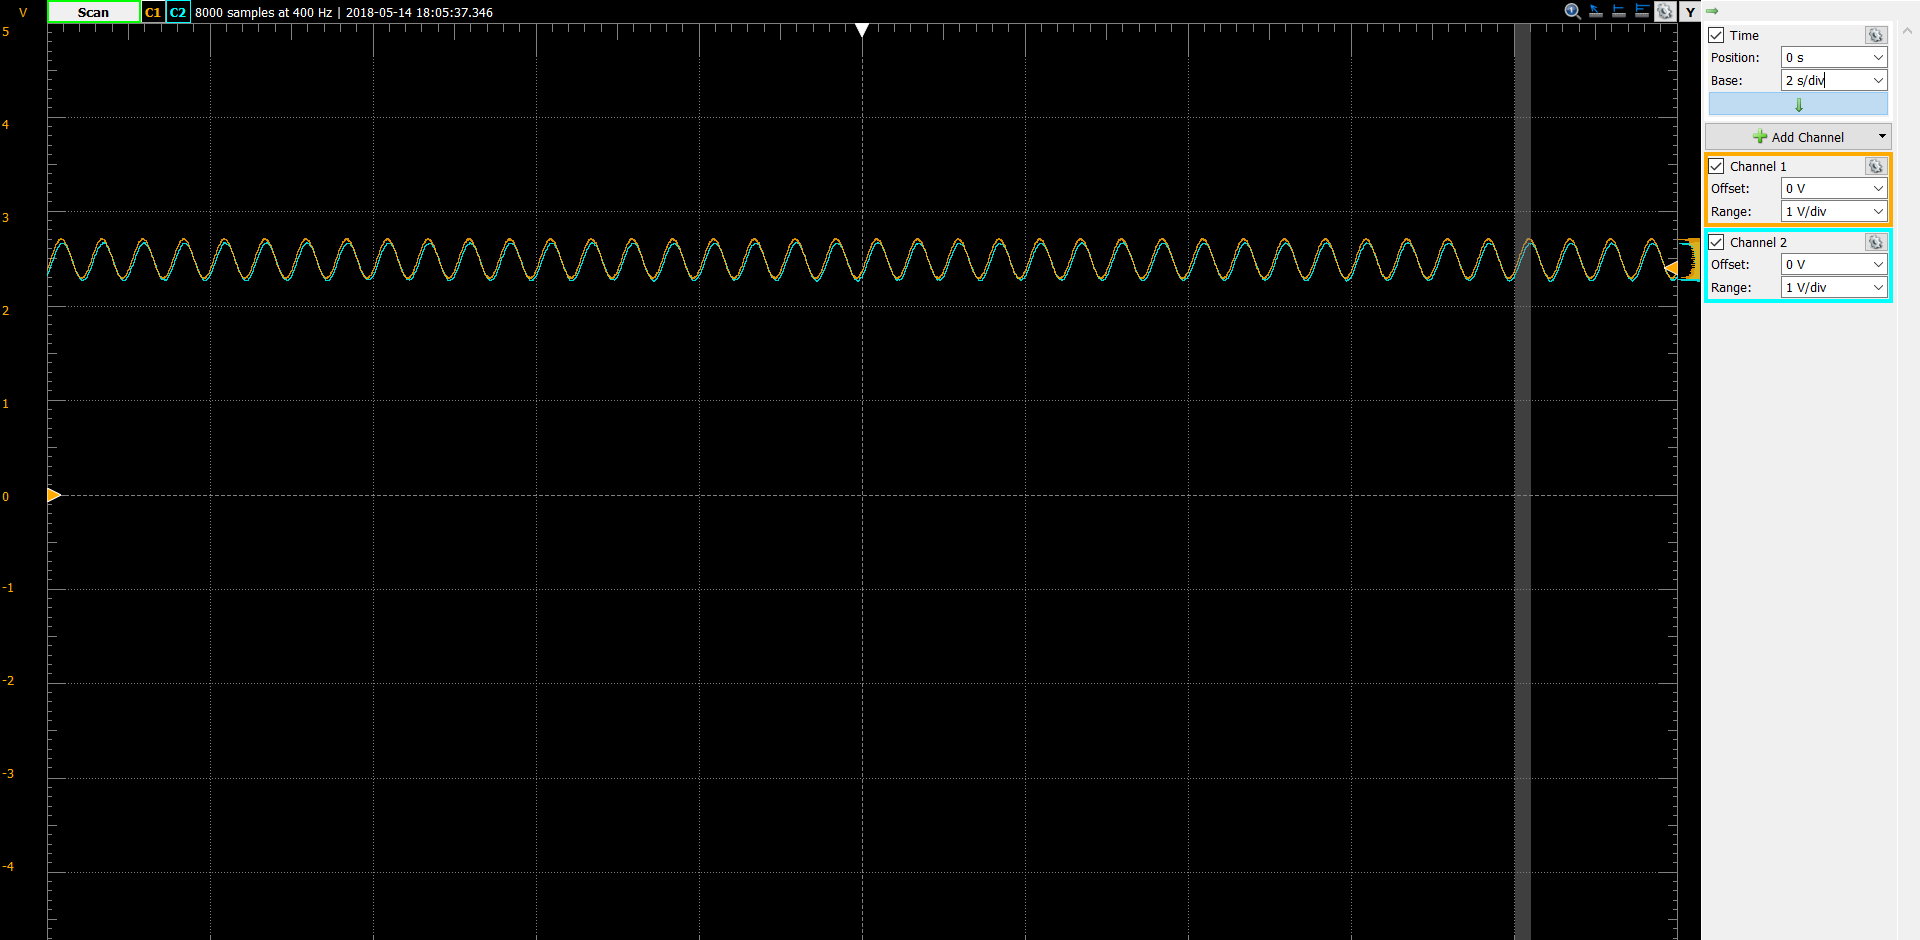 V Scan C1 C2 8000 samples at 400 Hz | 2018-05-14 18:05:37.346 Y
5
4
3
2
1
0
-1
-2
-3
-4
Time
Position: 0 s
Base: 2 s/div
Add Channel
Channel 1
Offset: 0 V
Range: 1 V/div
Channel 2
Offset: 0 V
Range: 1 V/div